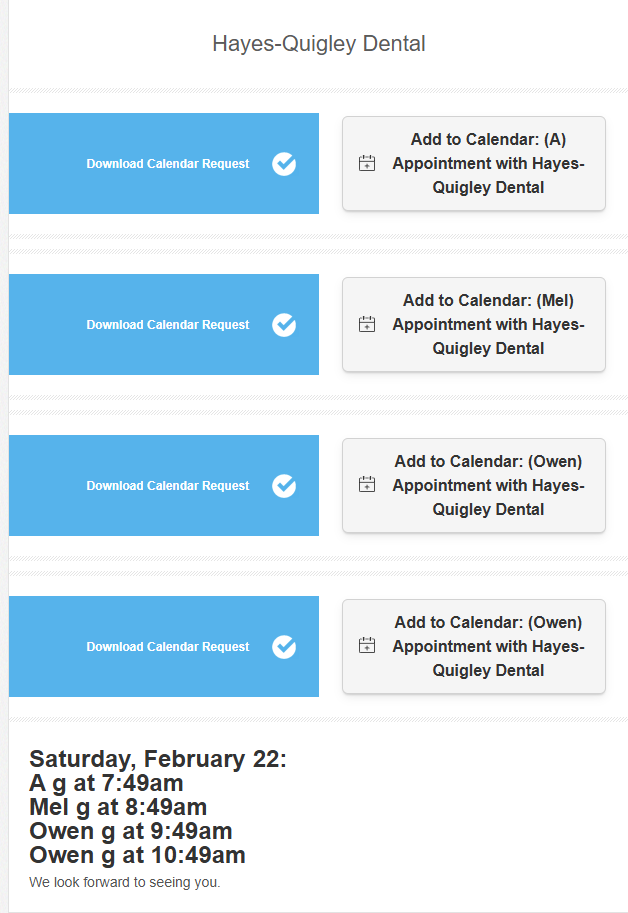 Hayes-Quigley Dental
Download Calendar Request
Add to Calendar: (A)
Appointment with Hayes-
Quigley Dental
Download Calendar Request
Add to Calendar: (Mel)
Appointment with Hayes-
Quigley Dental
Download Calendar Request
Add to Calendar: (Owen)
Appointment with Hayes-
Quigley Dental
Download Calendar Request
Add to Calendar: (Owen)
Appointment with Hayes-
Quigley Dental
Saturday, February 22:
A g at 7:49am
Mel g at 8:49am
Owen g at 9:49am
Owen g at 10:49am
We look forward to seeing you.